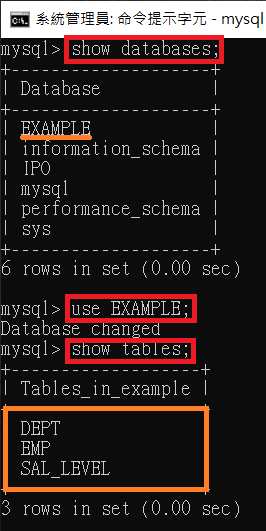 系統管理員: 命令提示字元 - mysql
mysql> show databases;
+--------------------+
| Database           |
+--------------------+
| EXAMPLE            |
| information_schema |
| IPO                |
| mysql              |
| performance_schema |
| sys                |
+--------------------+
6 rows in set (0.00 sec)
mysql> use EXAMPLE;
Database changed
mysql> show tables;
+-------------------+
| Tables_in_example |
DEPT
EMP
SAL_LEVEL
3 rows in set (0.00 sec)